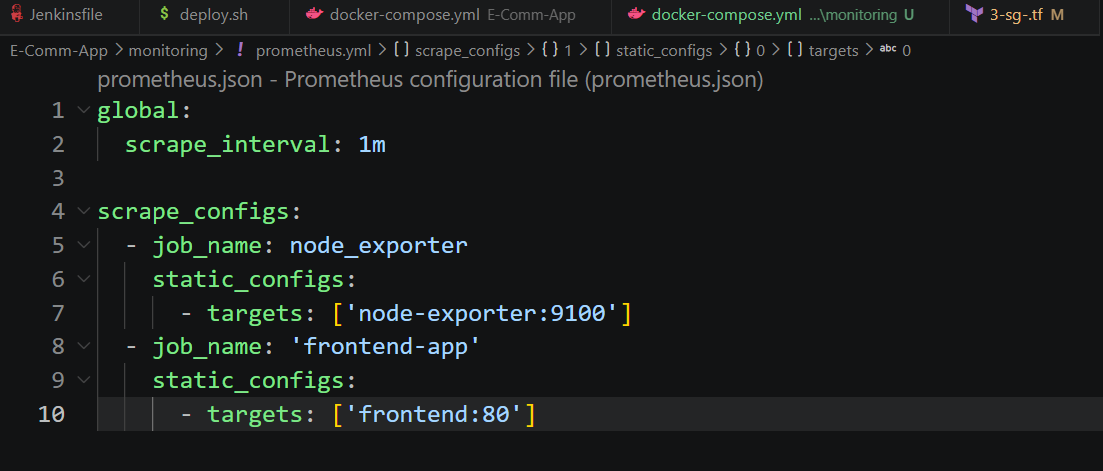 Jenkinsfile $ deploy.sh docker-compose.yml E-Comm-App docker-compose.yml ...\monitoring U 3-sg-.tf M
E-Comm-App > monitoring > ! prometheus.yml > [ ] scrape_configs > { } 1 > [ ] static_configs > { } 0 > [ ] targets > abc 0
prometheus.json - Prometheus configuration file (prometheus.json)
1 global:
2   scrape_interval: 1m
3
4 scrape_configs:
5   - job_name: node_exporter
6     static_configs:
7       - targets: ['node-exporter:9100']
8   - job_name: 'frontend-app'
9     static_configs:
10       - targets: ['frontend:80']